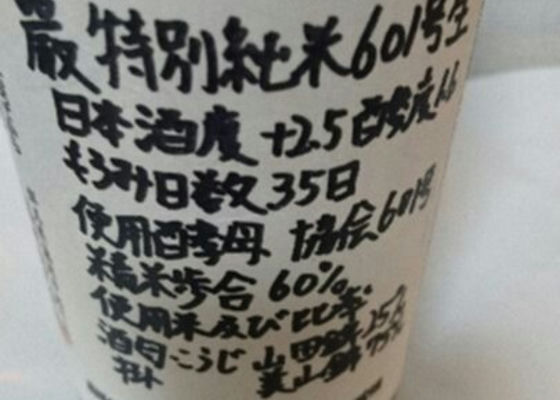 巖 特別純米601号生
日本酒度 +2.5 酸度1.6
もろみ日数 35日
使用酵母 協会601号
精米歩合 60%
使用米及び比率
酒母こうじ 山田錦 25%
掛 美山錦 75%